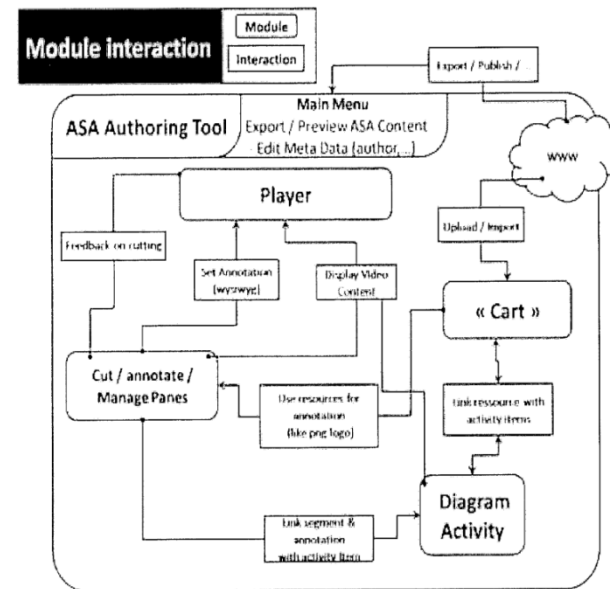 Module interaction
Module
Interaction
Export / Publish / ...
ASA Authoring Tool
Main Menu
Export / Preview ASA Content
- Edit Meta Data (author,...)
www
Player
Feedback on cutting
Set Annotation
(wysiwyg)
Display Video
Content
Upload / Import
« Cart »
Cut / annotate /
Manage Panes
Use resources for
annotation
(like png logo)
Link ressource with
activity items
Diagram
Activity
Link segment &
annotation
with activity item